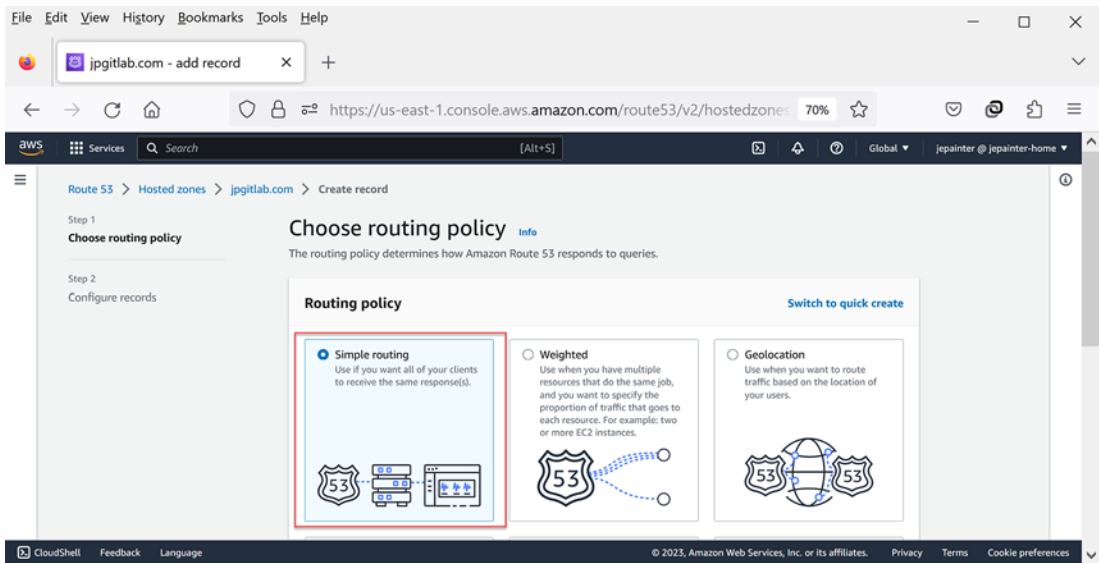 File Edit View History Bookmarks Tools Help
jpgitlab.com - add record
https://us-east-1.console.aws.amazon.com/route53/v2/hostedzones 70%
aws Services Search [Alt+S] Global jepainter @ jepainter-home
Route 53 > Hosted zones > jpgitlab.com > Create record
Step 1
Choose routing policy
Step 2
Configure records
Choose routing policy Info
The routing policy determines how Amazon Route 53 responds to queries.
Routing policy Switch to quick create
Simple routing
Use if you want all of your clients
to receive the same response(s).
53
Weighted
Use when you have multiple
resources that do the same job,
and you want to specify the
proportion of traffic that goes to
each resource. For example: two
or more EC2 instances.
53
Geolocation
Use when you want to route
traffic based on the location of
your users.
53 53
CloudShell Feedback Language © 2023, Amazon Web Services, Inc. or its affiliates. Privacy Terms Cookie preferences